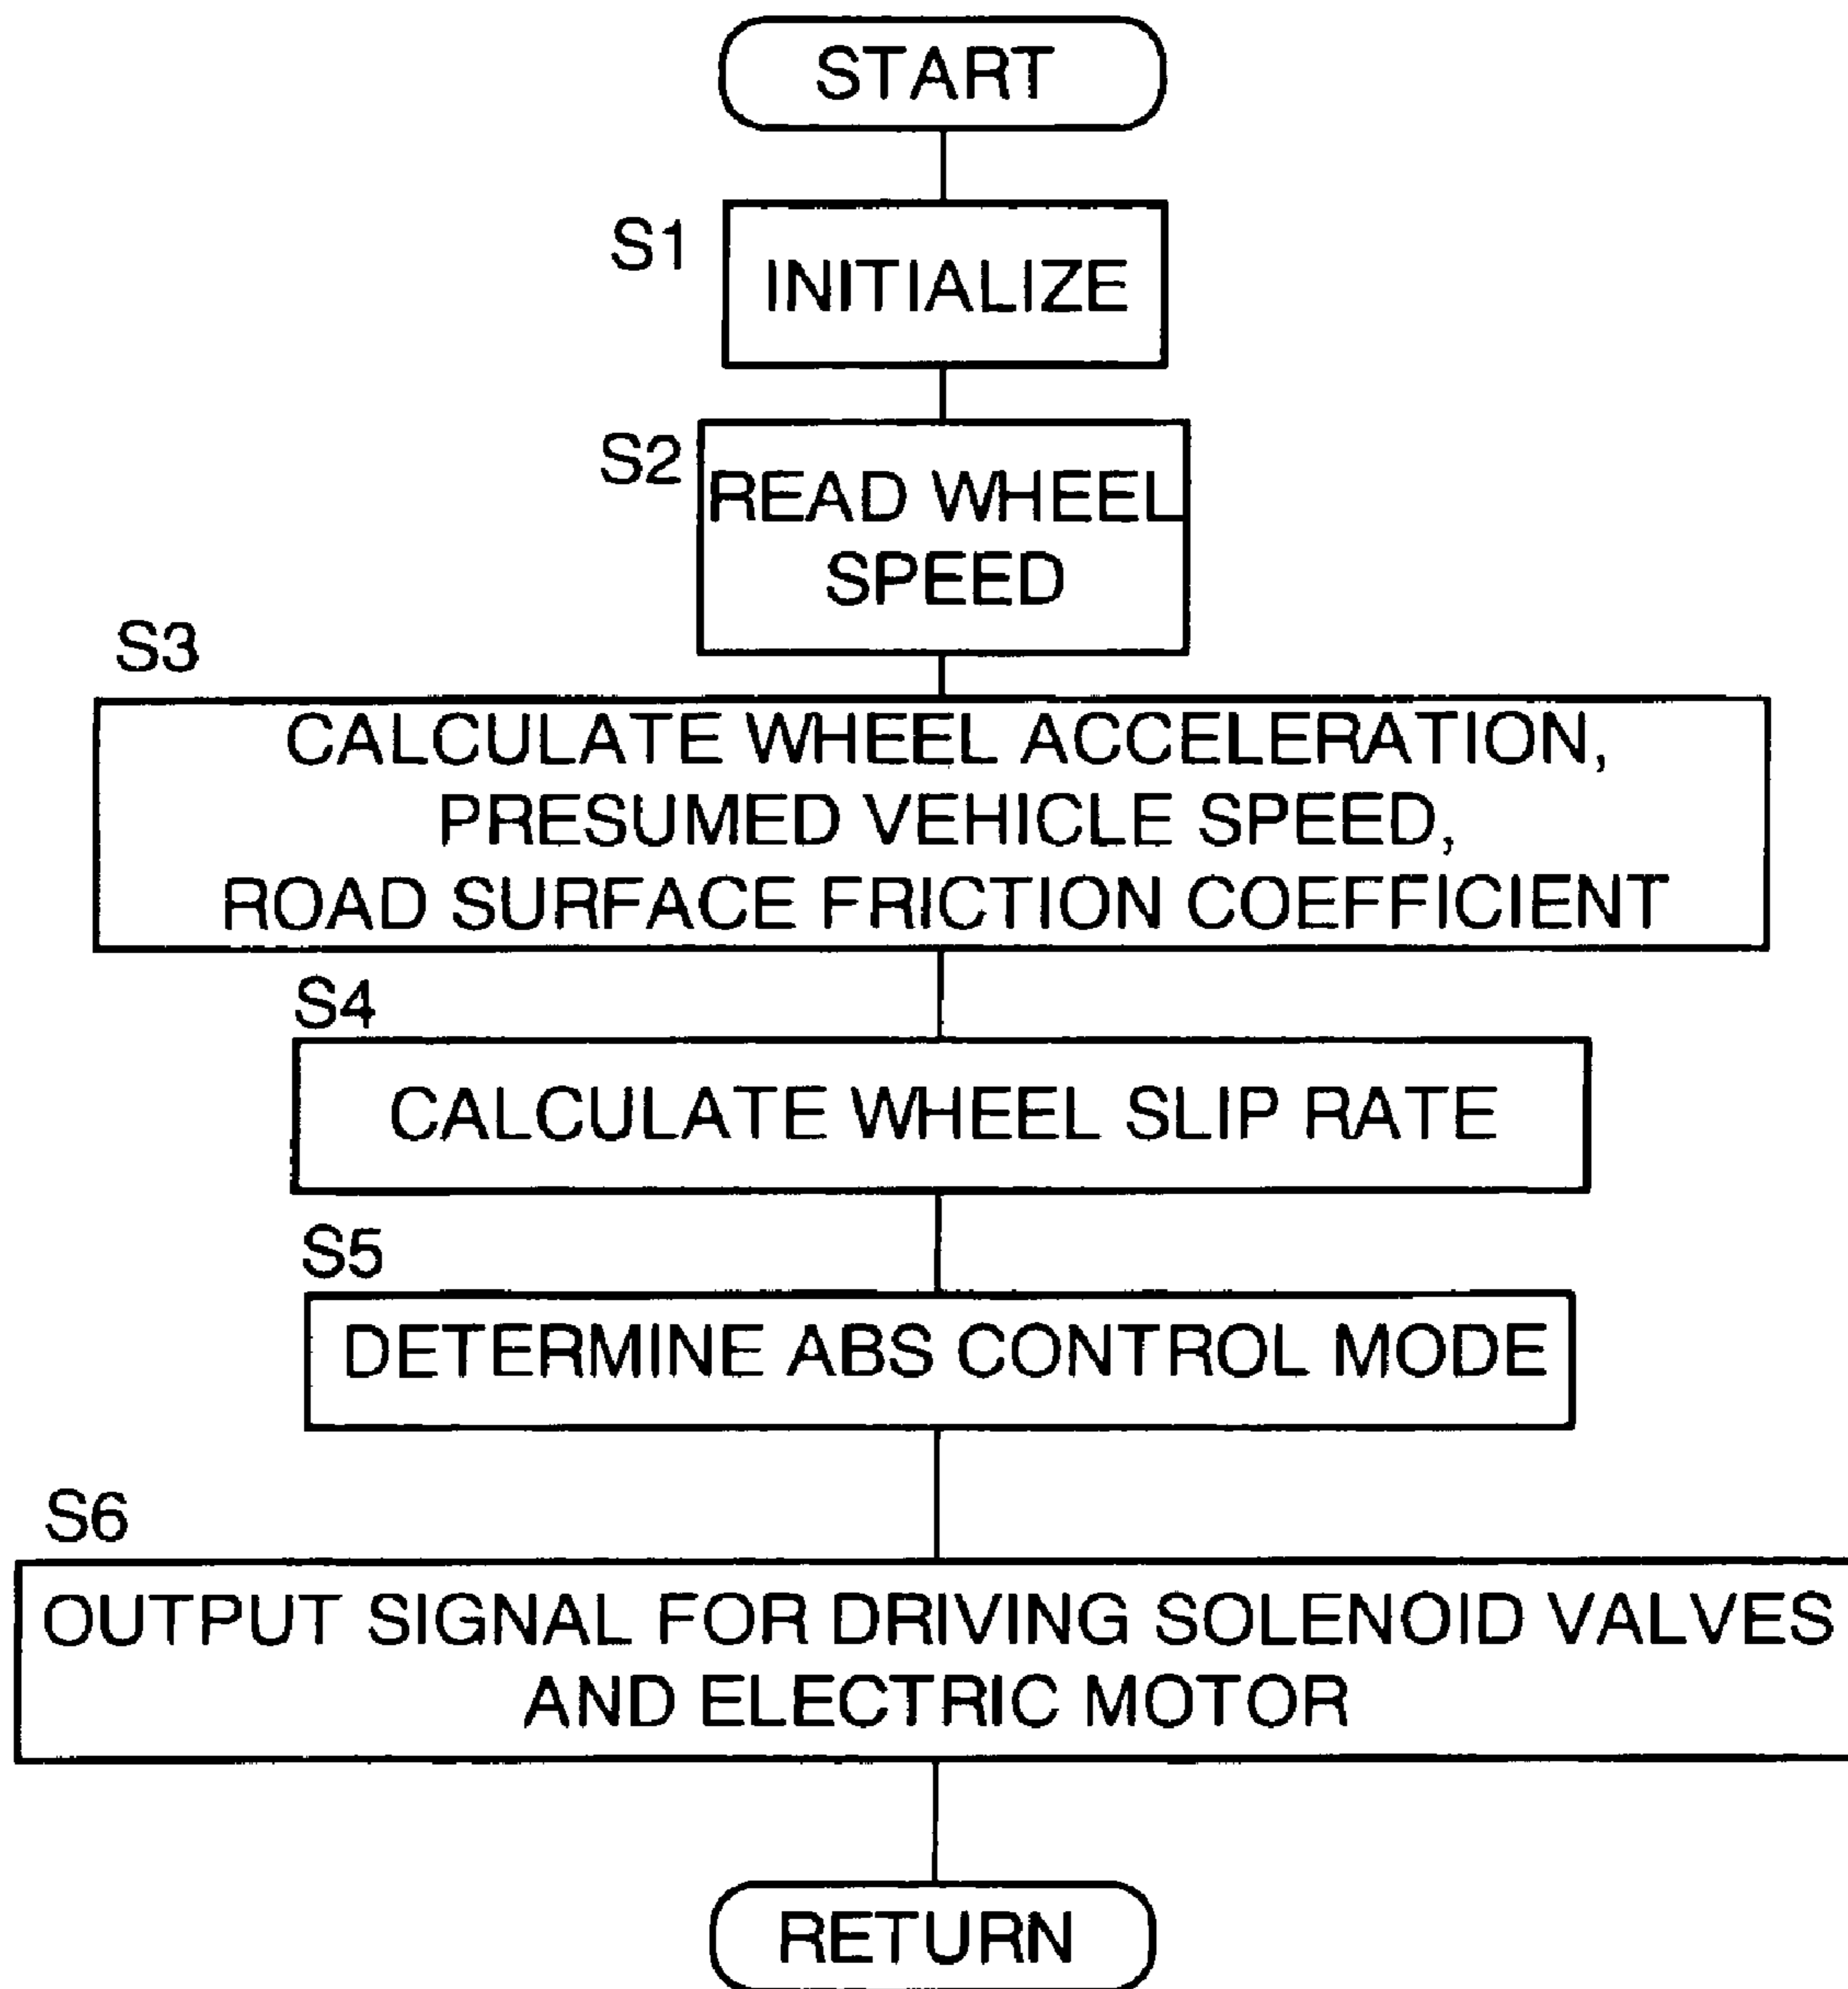 START
S1
INITIALIZE
S2
READ WHEEL
SPEED
S3
CALCULATE WHEEL ACCELERATION,
PRESUMED VEHICLE SPEED,
ROAD SURFACE FRICTION COEFFICIENT
S4
CALCULATE WHEEL SLIP RATE
S5
DETERMINE ABS CONTROL MODE
S6
OUTPUT SIGNAL FOR DRIVING SOLENOID VALVES
AND ELECTRIC MOTOR
RETURN